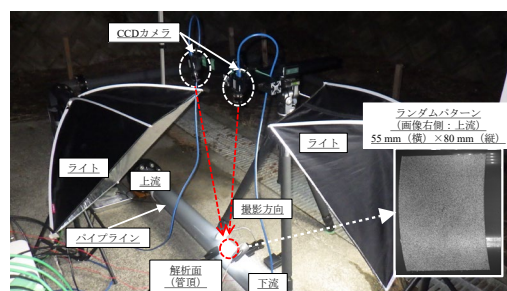 CCDカメラ
ランダムパターン
(画像右側：上流)
55 mm（横）×80 mm（縦）
ライト
ライト
上流
撮影方向
パイプライン
解析面
(管頂)
下流